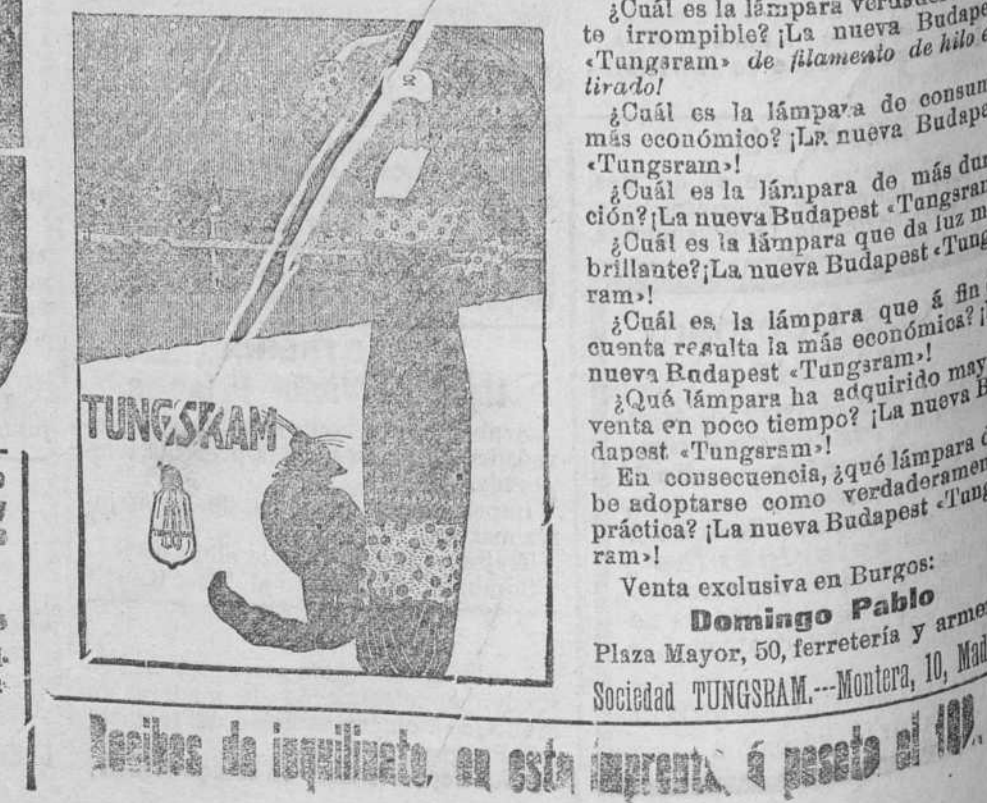 TUNGSRAM
¿Cuál es la lámpara
te irrompible? ¡La nueva Budape
«Tungsram» de filamento de hilo e
tirado!
¿Cuál es la lámpara de consum
más económico? ¡La nueva Budape
«Tungsram»!
¿Cuál es la lámpara de más dur
ción? ¡La nueva Budapest «Tungsram
¿Cuál es la lámpara que da luz m
brillante? ¡La nueva Budapest «Tung
ram»!
¿Cuál es, la lámpara que á fin
cuenta resulta la más económica? ¡
nueva Budapest «Tungsram»!
¿Qué lámpara ha adquirido may
venta en poco tiempo? ¡La nueva B
dapest «Tungsram»!
En consecuencia, ¿qué lámpara d
be adoptarse como verdaderamen
práctica? ¡La nueva Budapest «Tung
ram»!
Venta exclusiva en Burgos:
Domingo Pablo
Plaza Mayor, 50, ferretería y arme
Sociedad TUNGSRAM.---Montera, 10, Mad
Recibos de inquilinato, en esta imprenta, á peseta el 100.